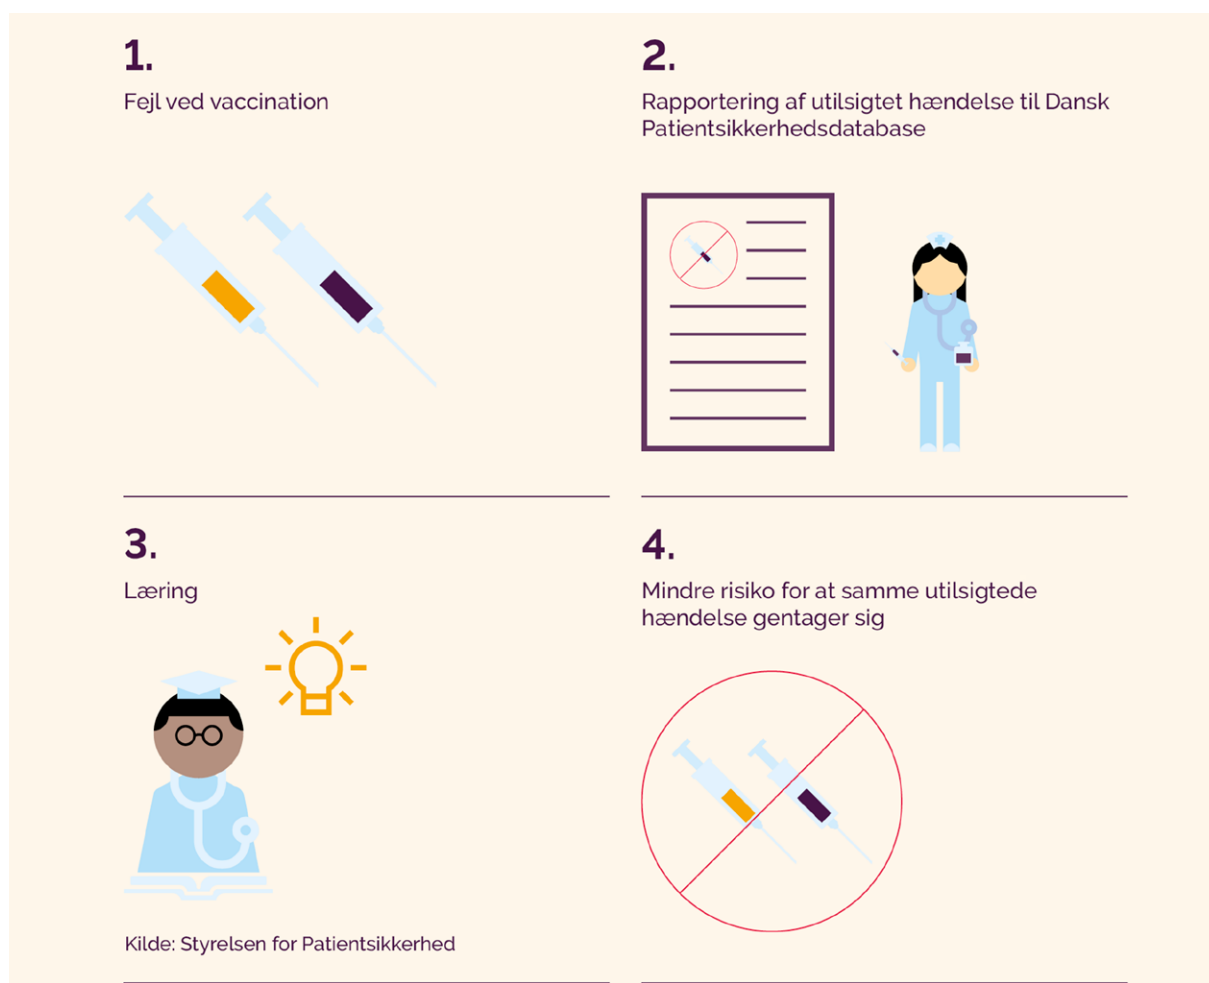 1.
Fejl ved vaccination
2.
Rapportering af utilsigtet hændelse til Dansk
Patientsikkerhedsdatabase
3.
Læring
4.
Mindre risiko for at samme utilsigtede
hændelse gentager sig
Kilde: Styrelsen for Patientsikkerhed